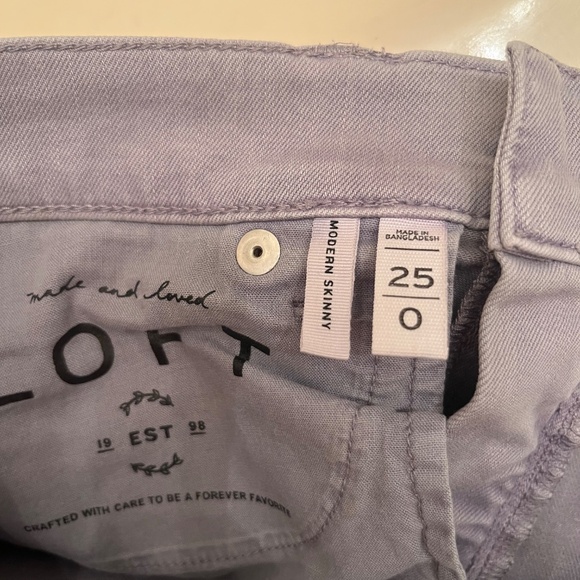 made and loved
LOFT
19 EST 98
CRAFTED WITH CARE TO BE A FOREVER FAVORITE
MODERN SKINNY
MADE IN
BANGLADESH
25
0